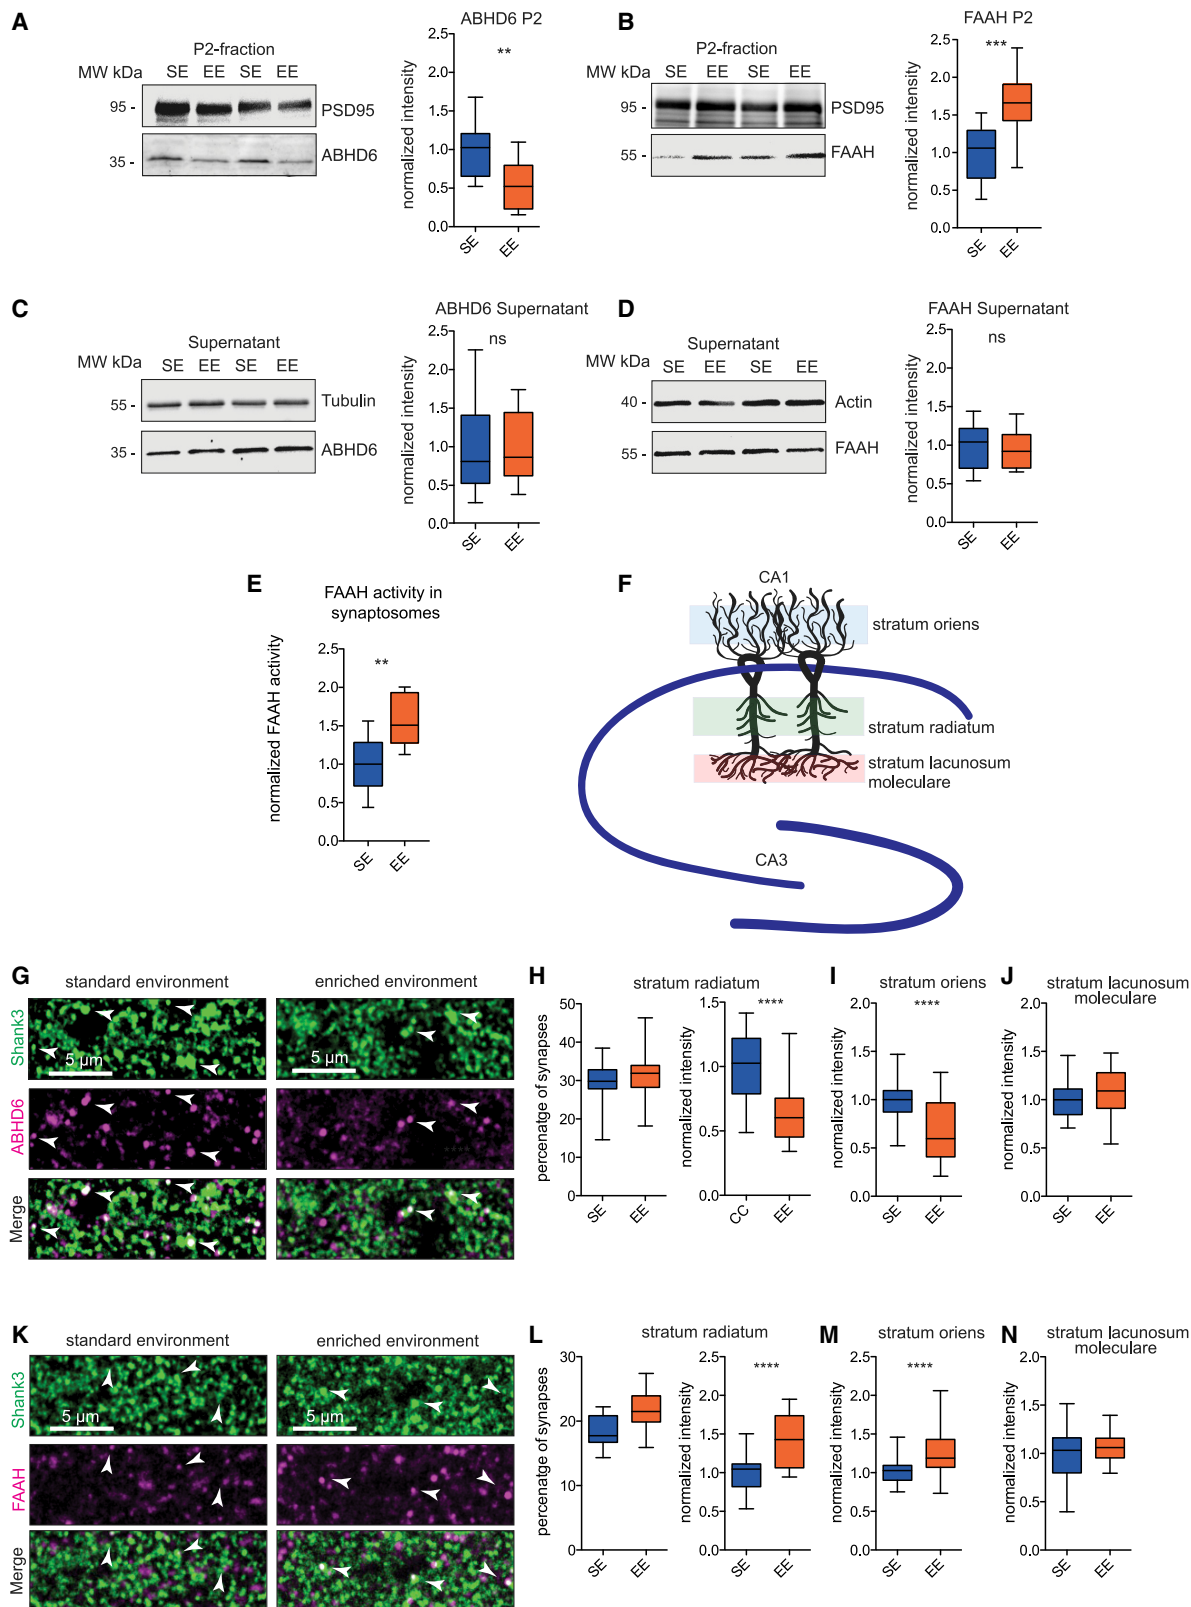 A
P2-fraction
MW kDa
SE EE SE EE
95 -
PSD95
35 -
ABHD6
ABHD6 P2
**
normalized intensity
2.5
2.0
1.5
1.0
0.5
0.0
SE
EE
B
P2-fraction
MW kDa
SE EE SE EE
95 -
PSD95
55 -
FAAH
FAAH P2
***
normalized intensity
2.5
2.0
1.5
1.0
0.5
0.0
SE
EE
C
Supernatant
MW kDa
SE EE SE EE
55 -
Tubulin
35 -
ABHD6
ABHD6 Supernatant
ns
normalized intensity
2.5
2.0
1.5
1.0
0.5
0.0
SE
EE
D
Supernatant
MW kDa
SE EE SE EE
40 -
Actin
55 -
FAAH
FAAH Supernatant
ns
normalized intensity
2.5
2.0
1.5
1.0
0.5
0.0
SE
EE
E
FAAH activity in
synaptosomes
**
normalized FAAH activity
2.5
2.0
1.5
1.0
0.5
0.0
SE
EE
F
CA1
stratum oriens
stratum radiatum
stratum lacunosum
moleculare
CA3
G
standard environment
enriched environment
Shank3
5 µm
ABHD6
Merge
H
stratum radiatum
percenatge of synapses
50
40
30
20
10
0
SE
EE
****
normalized intensity
1.5
1.0
0.5
0.0
CC
EE
I
stratum oriens
****
normalized intensity
2.0
1.5
1.0
0.5
0.0
SE
EE
J
stratum lacunosum
moleculare
normalized intensity
2.0
1.5
1.0
0.5
0.0
SE
EE
K
standard environment
enriched environment
Shank3
5 µm
FAAH
Merge
L
stratum radiatum
percenatge of synapses
30
20
10
0
SE
EE
****
normalized intensity
2.5
2.0
1.5
1.0
0.5
0.0
SE
EE
M
stratum oriens
****
normalized intensity
2.5
2.0
1.5
1.0
0.5
0.0
SE
EE
N
stratum lacunosum
moleculare
normalized intensity
2.0
1.5
1.0
0.5
0.0
SE
EE